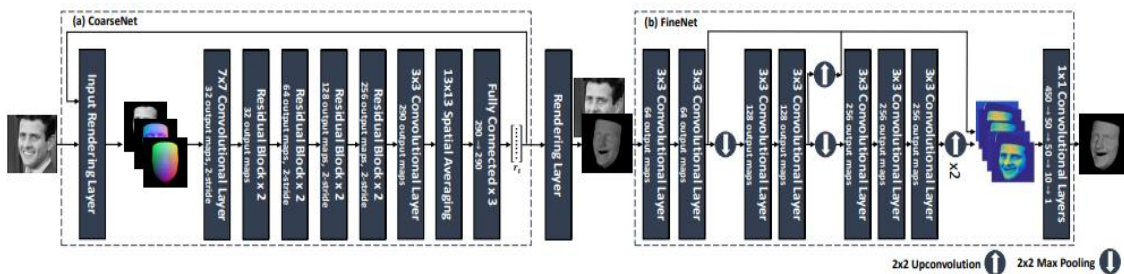 (a) CoarseNet
Input Rendering Layer
7x7 Convolutional Layer
32 output maps, 2-stride
Residual Block x 2
32 output maps
Residual Block x 2
64 output maps, 2-stride
Residual Block x 2
128 output maps, 2-stride
Residual Block x 2
256 output maps, 2-stride
3x3 Convolutional Layer
290 output maps
13x13 Spatial Averaging
Fully Connected x 3
290 → 290
Rendering Layer
(b) FineNet
3x3 Convolutional Layer
64 output maps
3x3 Convolutional Layer
64 output maps
3x3 Convolutional Layer
128 output maps
3x3 Convolutional Layer
128 output maps
3x3 Convolutional Layer
256 output maps
3x3 Convolutional Layer
256 output maps
3x3 Convolutional Layer
256 output maps
x2
1x1 Convolutional Layers
450 → 90 → 50 → 10 → 1
2x2 Upconvolution
2x2 Max Pooling